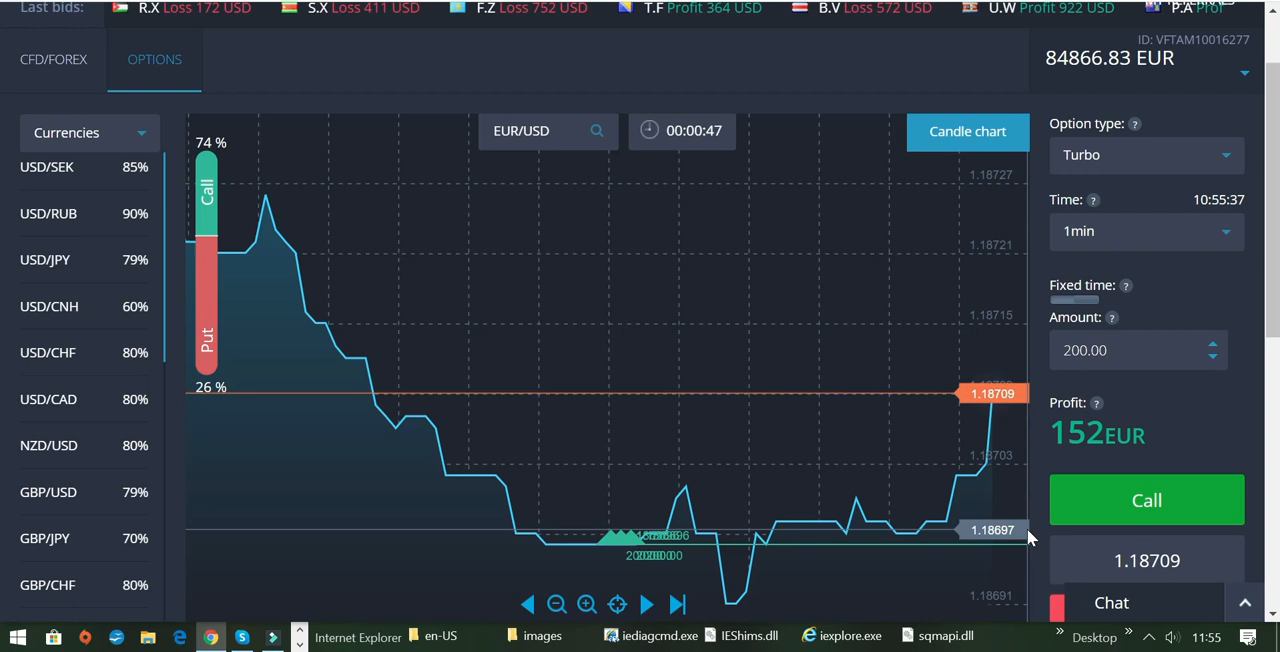 Last bids: R.X Loss 172 USD S.X Loss 411 USD F.Z Loss 752 USD T.F Profit 364 USD B.V Loss 572 USD U.W Profit 922 USD P.A
CFD/FOREX OPTIONS
ID: VFTAM10016277
84866.83 EUR
Currencies
USD/SEK 85%
USD/RUB 90%
USD/JPY 79%
USD/CNH 60%
USD/CHF 80%
USD/CAD 80%
NZD/USD 80%
GBP/USD 79%
GBP/JPY 70%
GBP/CHF 80%
74 %
Call
Put
26 %
EUR/USD 00:00:47 Candle chart
1.18727
1.18721
1.18715
1.18709
1.18703
1.18697
1.18691
Option type: ?
Turbo
Time: ? 10:55:37
1min
Fixed time: ?
Amount: ?
200.00
Profit: ?
152EUR
Call
1.18709
Chat
Internet Explorer en-US images iediagcmd.exe IEShims.dll iexplore.exe sqmapi.dll » Desktop » 11:55